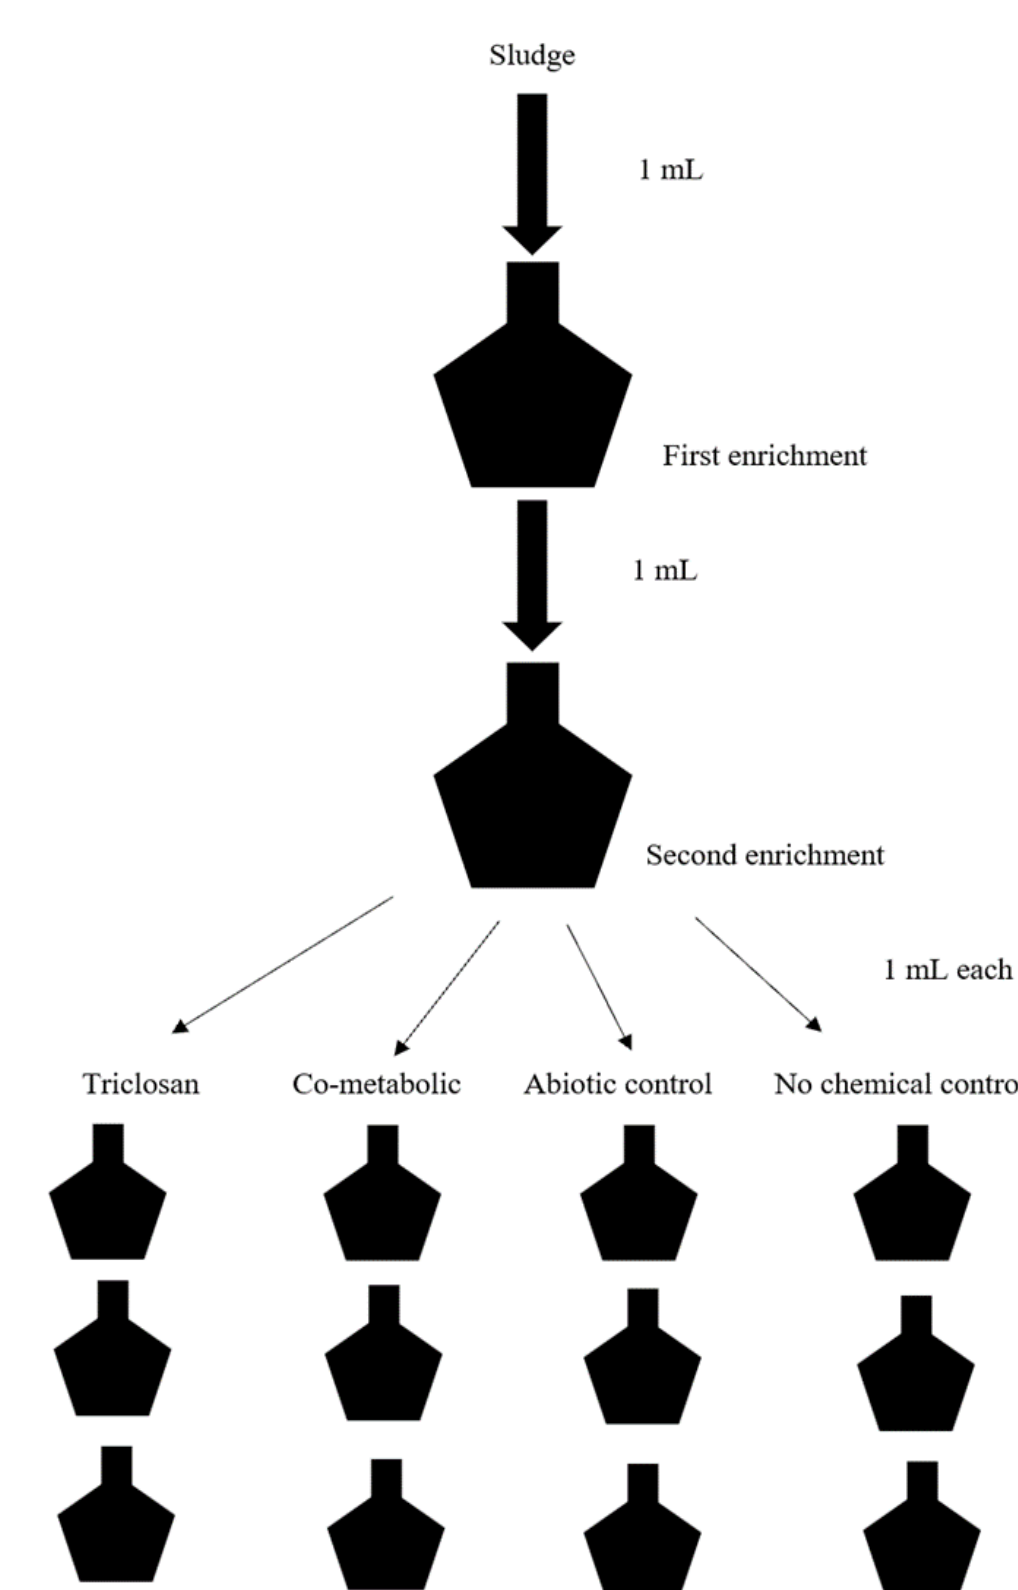 Sludge
1 mL
First enrichment
1 mL
Second enrichment
1 mL each
Triclosan Co-metabolic Abiotic control No chemical contro